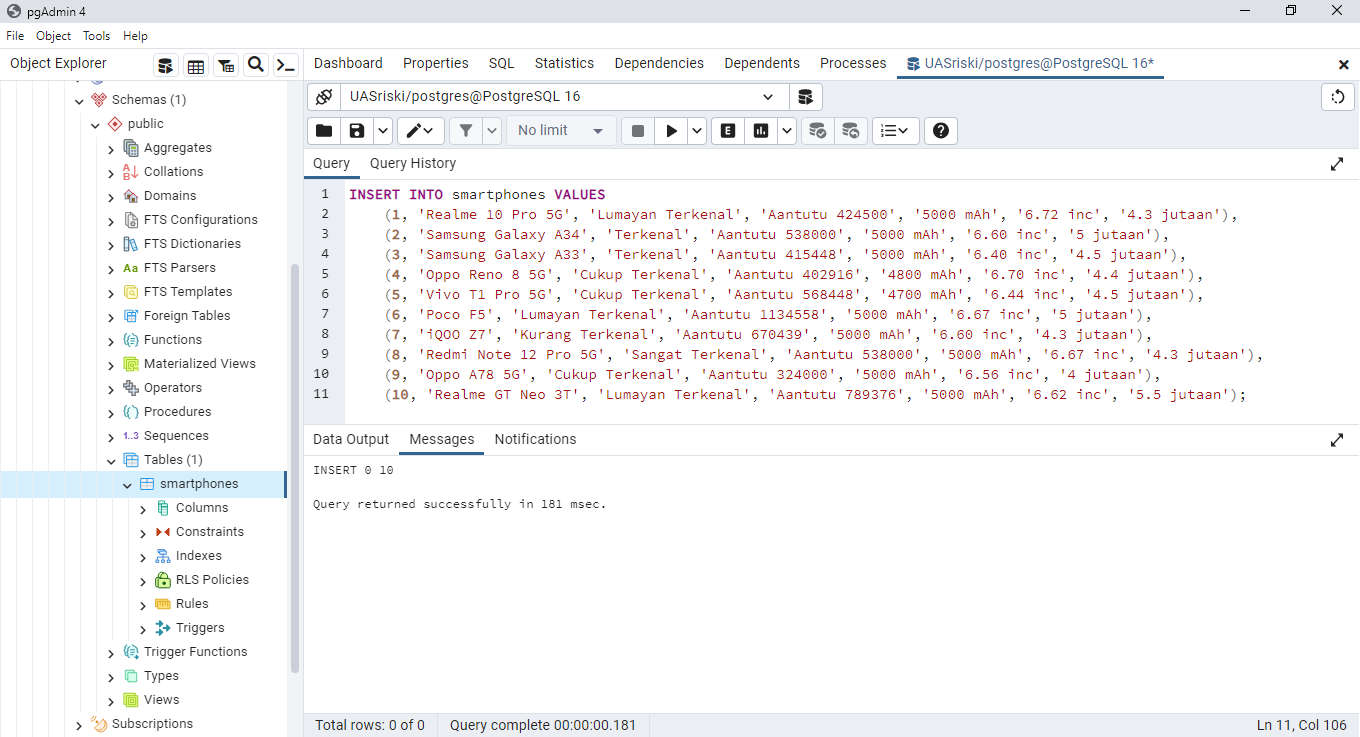 pgAdmin 4
File Object Tools Help
Object Explorer
Dashboard Properties SQL Statistics Dependencies Dependents Processes UASriski/postgres@PostgreSQL 16*
Schemas (1)
public
Aggregates
Collations
Domains
FTS Configurations
FTS Dictionaries
FTS Parsers
FTS Templates
Foreign Tables
Functions
Materialized Views
Operators
Procedures
1..3 Sequences
Tables (1)
smartphones
Columns
Constraints
Indexes
RLS Policies
Rules
Triggers
Trigger Functions
Types
Views
Subscriptions
UASriski/postgres@PostgreSQL 16
No limit
Query Query History
1 INSERT INTO smartphones VALUES
2 (1, 'Realme 10 Pro 5G', 'Lumayan Terkenal', 'Aantutu 424500', '5000 mAh', '6.72 inc', '4.3 jutaan'),
3 (2, 'Samsung Galaxy A34', 'Terkenal', 'Aantutu 538000', '5000 mAh', '6.60 inc', '5 jutaan'),
4 (3, 'Samsung Galaxy A33', 'Terkenal', 'Aantutu 415448', '5000 mAh', '6.40 inc', '4.5 jutaan'),
5 (4, 'Oppo Reno 8 5G', 'Cukup Terkenal', 'Aantutu 402916', '4800 mAh', '6.70 inc', '4.4 jutaan'),
6 (5, 'Vivo T1 Pro 5G', 'Cukup Terkenal', 'Aantutu 568448', '4700 mAh', '6.44 inc', '4.5 jutaan'),
7 (6, 'Poco F5', 'Lumayan Terkenal', 'Aantutu 1134558', '5000 mAh', '6.67 inc', '5 jutaan'),
8 (7, 'iQOO Z7', 'Kurang Terkenal', 'Aantutu 670439', '5000 mAh', '6.60 inc', '4.3 jutaan'),
9 (8, 'Redmi Note 12 Pro 5G', 'Sangat Terkenal', 'Aantutu 538000', '5000 mAh', '6.67 inc', '4.3 jutaan'),
10 (9, 'Oppo A78 5G', 'Cukup Terkenal', 'Aantutu 324000', '5000 mAh', '6.56 inc', '4 jutaan'),
11 (10, 'Realme GT Neo 3T', 'Lumayan Terkenal', 'Aantutu 789376', '5000 mAh', '6.62 inc', '5.5 jutaan');
Data Output Messages Notifications
INSERT 0 10
Query returned successfully in 181 msec.
Total rows: 0 of 0 Query complete 00:00:00.181 Ln 11, Col 106